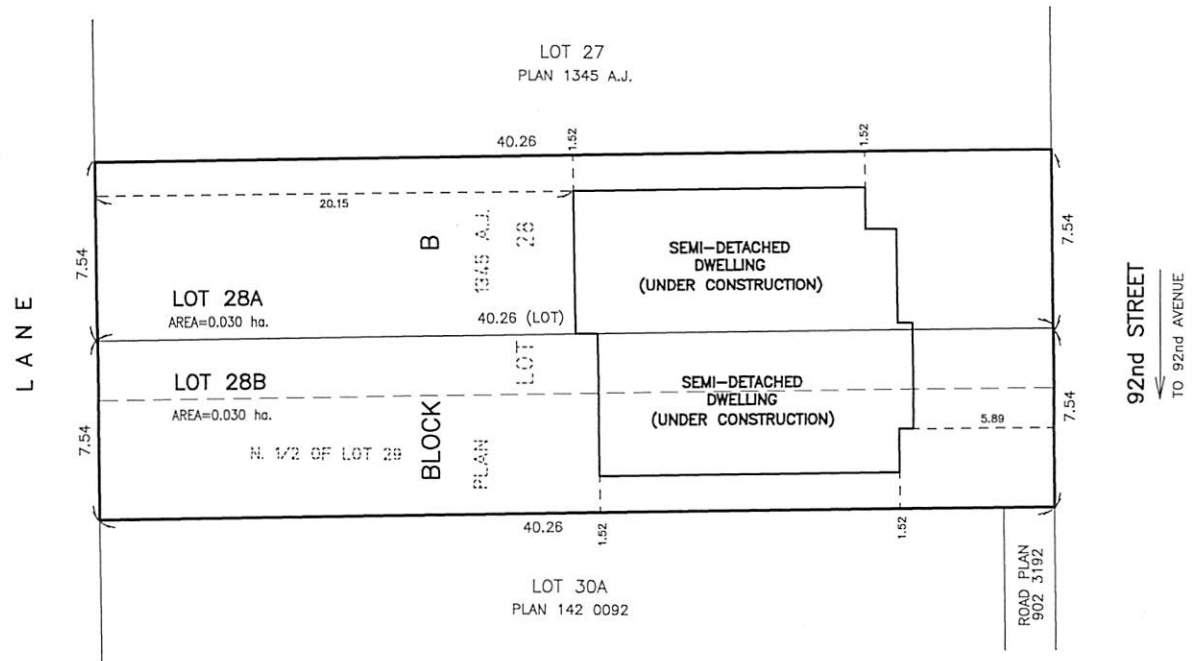 LOT 27
PLAN 1345 A.J.
40.26
1.52
1.52
20.15
7.54
7.54
B
1345 A.J.
28
SEMI-DETACHED
DWELLING
(UNDER CONSTRUCTION)
LOT 28A
AREA=0.030 ha.
40.26 (LOT)
LANE
92nd STREET
TO 92nd AVENUE
LOT 28B
AREA=0.030 ha.
LOT
SEMI-DETACHED
DWELLING
(UNDER CONSTRUCTION)
7.54
7.54
5.89
N. 1/2 OF LOT 29
BLOCK
PLAN
40.26
1.52
1.52
LOT 30A
PLAN 142 0092
ROAD PLAN
902 3192